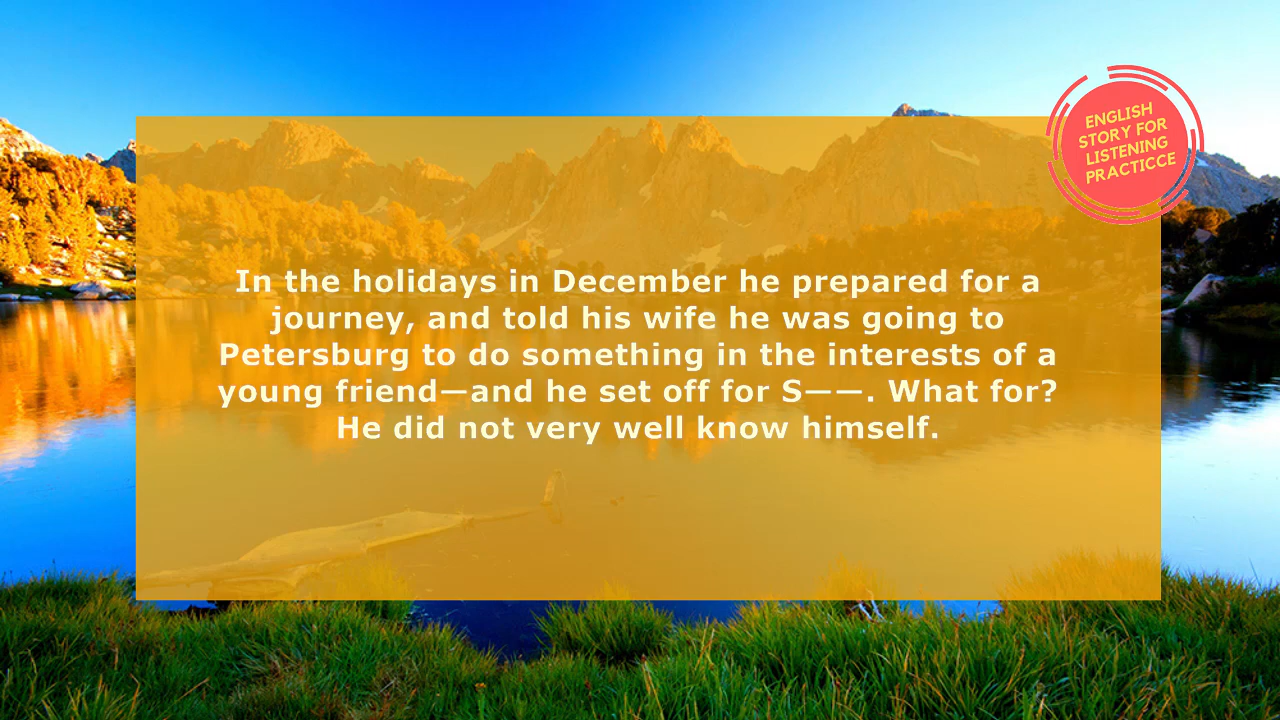 ENGLISH
STORY FOR
LISTENING
PRACTICCE
In the holidays in December he prepared for a
journey, and told his wife he was going to
Petersburg to do something in the interests of a
young friend—and he set off for S——. What for?
He did not very well know himself.